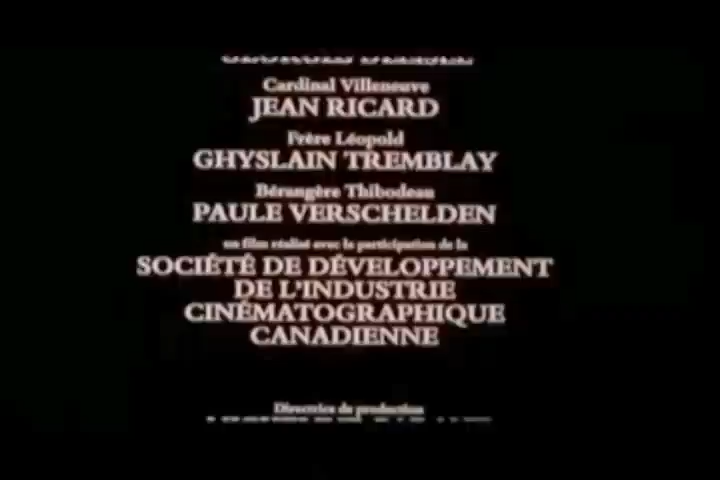 Cardinal Villeneuve
JEAN RICARD
Frère Léopold
GHYSLAIN TREMBLAY
Bérangère Thibodeau
PAULE VERSCHELDEN
un film réalisé avec la participation de la
SOCIÉTÉ DE DÉVELOPPEMENT
DE L'INDUSTRIE
CINÉMATOGRAPHIQUE
CANADIENNE
Directrice de production